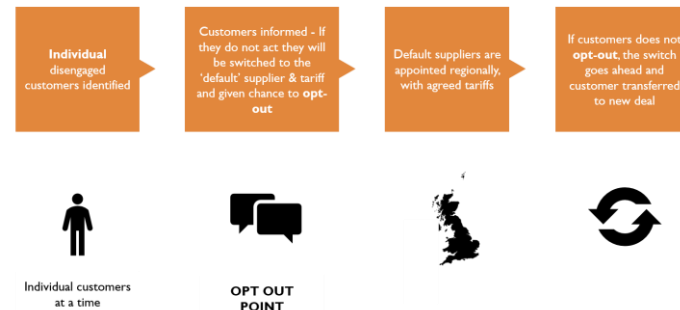 Individual
disengaged
customers identified
Customers informed - If
they do not act they will
be switched to the
‘default’ supplier & tariff
and given chance to opt-
out
Default suppliers are
appointed regionally,
with agreed tariffs
If customers does not
opt-out, the switch
goes ahead and
customer transferred
to new deal
Individual customers
at a time
OPT OUT
POINT